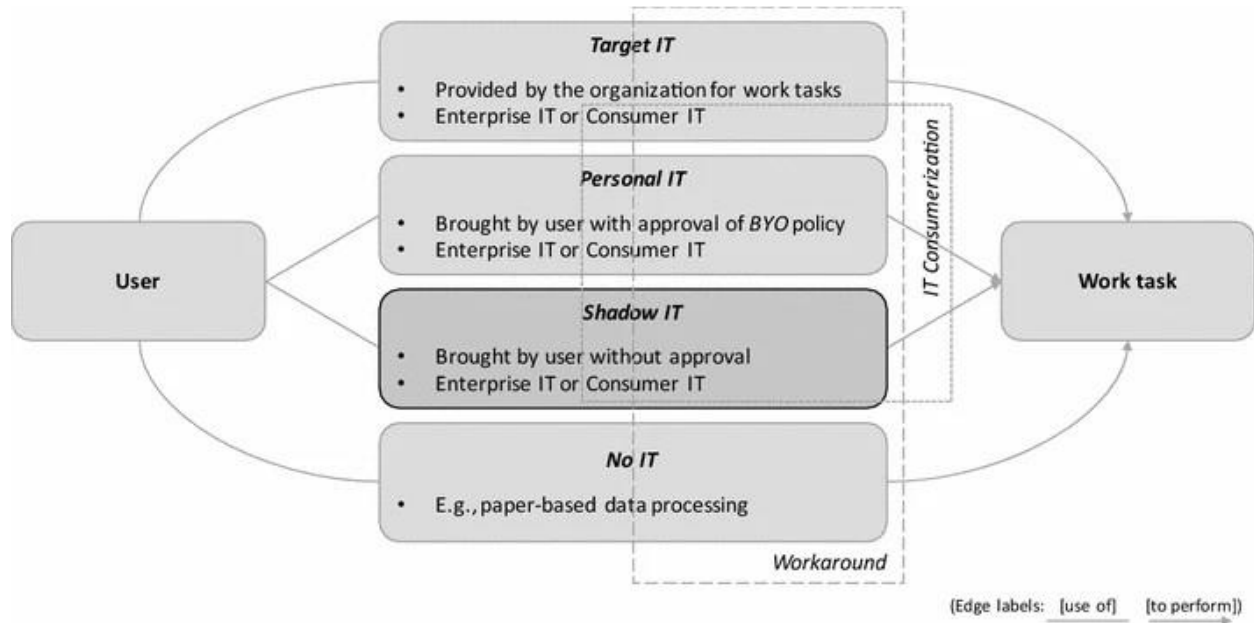 Target IT
• Provided by the organization for work tasks
• Enterprise IT or Consumer IT
Personal IT
• Brought by user with approval of BYO policy
• Enterprise IT or Consumer IT
IT Consumerization
User
Work task
Shadow IT
• Brought by user without approval
• Enterprise IT or Consumer IT
No IT
• E.g., paper-based data processing
Workaround
(Edge labels: [use of] [to perform])